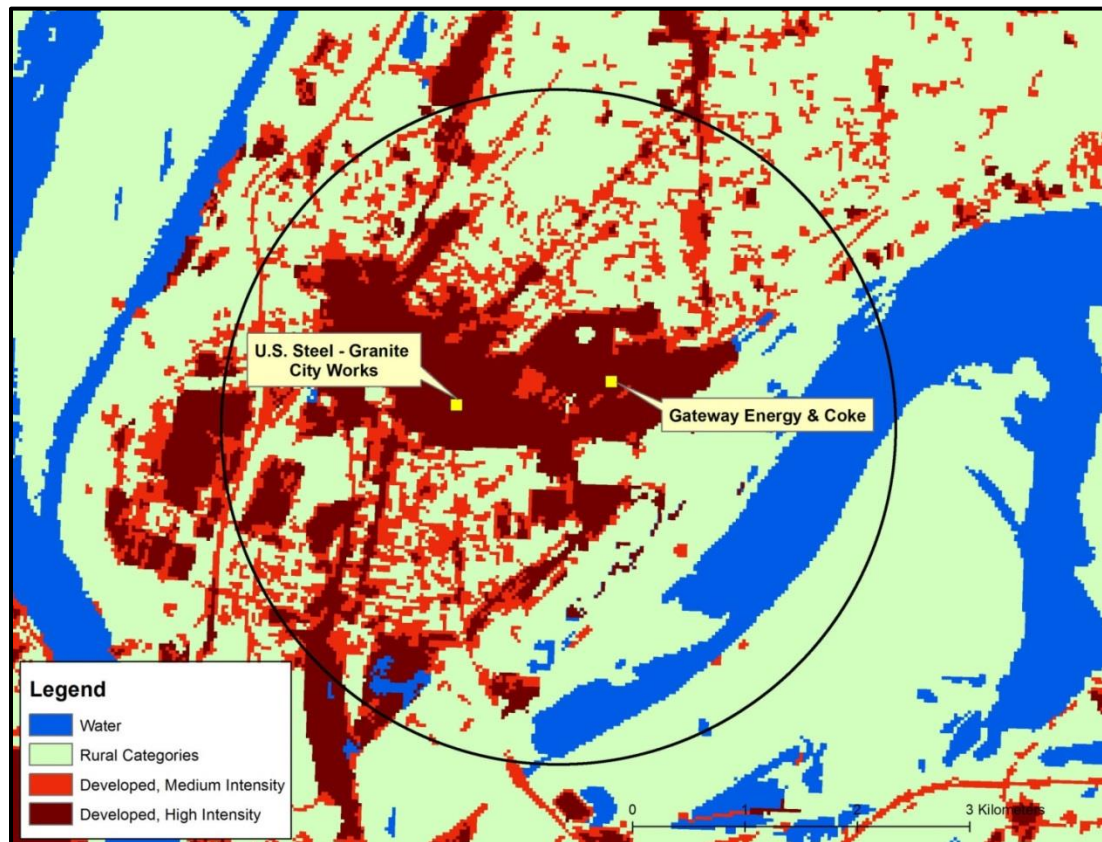 U.S. Steel - Granite
City Works
Gateway Energy & Coke
Legend
Water
Rural Categories
Developed, Medium Intensity
Developed, High Intensity
0 1 2 3 Kilometers